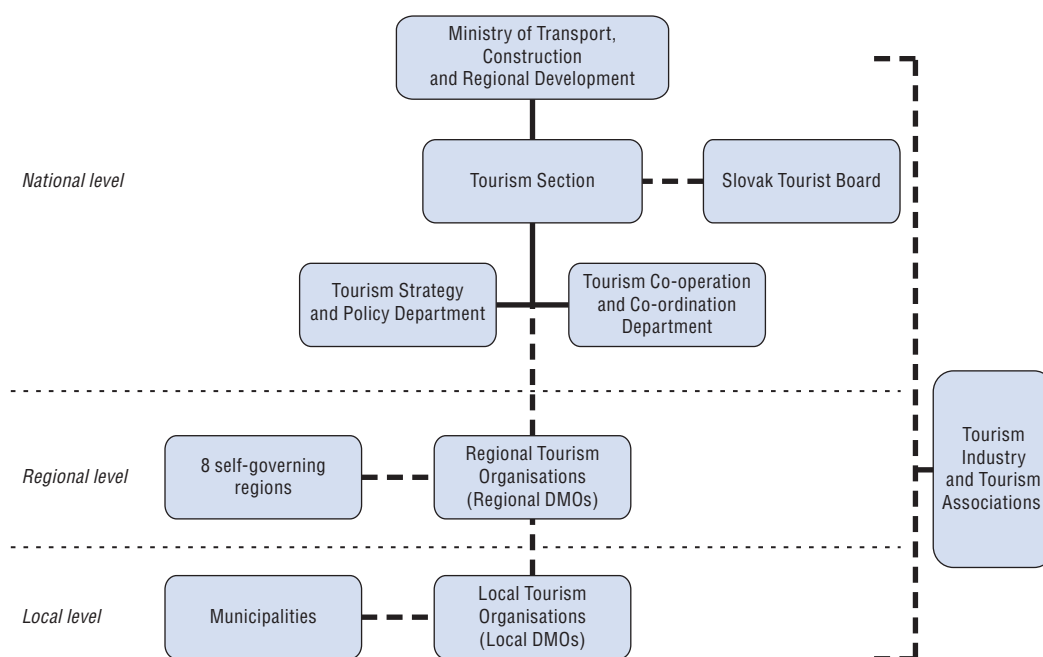 Ministry of Transport,
Construction
and Regional Development
National level
Tourism Section
Slovak Tourist Board
Tourism Strategy
and Policy Department
Tourism Co-operation
and Co-ordination
Department
Regional level
8 self-governing
regions
Regional Tourism
Organisations
(Regional DMOs)
Tourism
Industry
and Tourism
Associations
Local level
Municipalities
Local Tourism
Organisations
(Local DMOs)